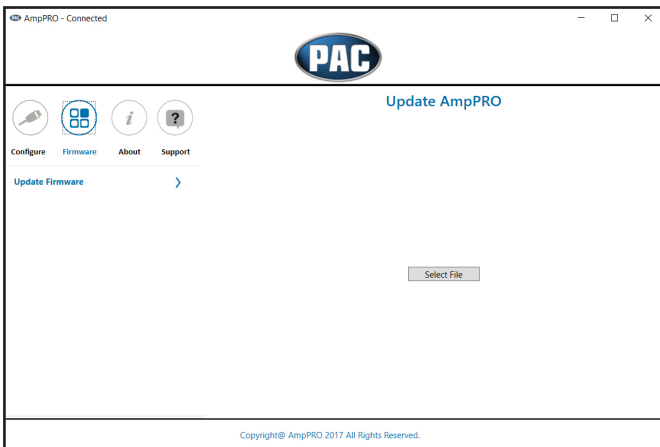 AmpPRO - Connected
PAC
Configure Firmware About Support
Update Firmware
Update AmpPRO
Select File
Copyright@ AmpPRO 2017 All Rights Reserved.